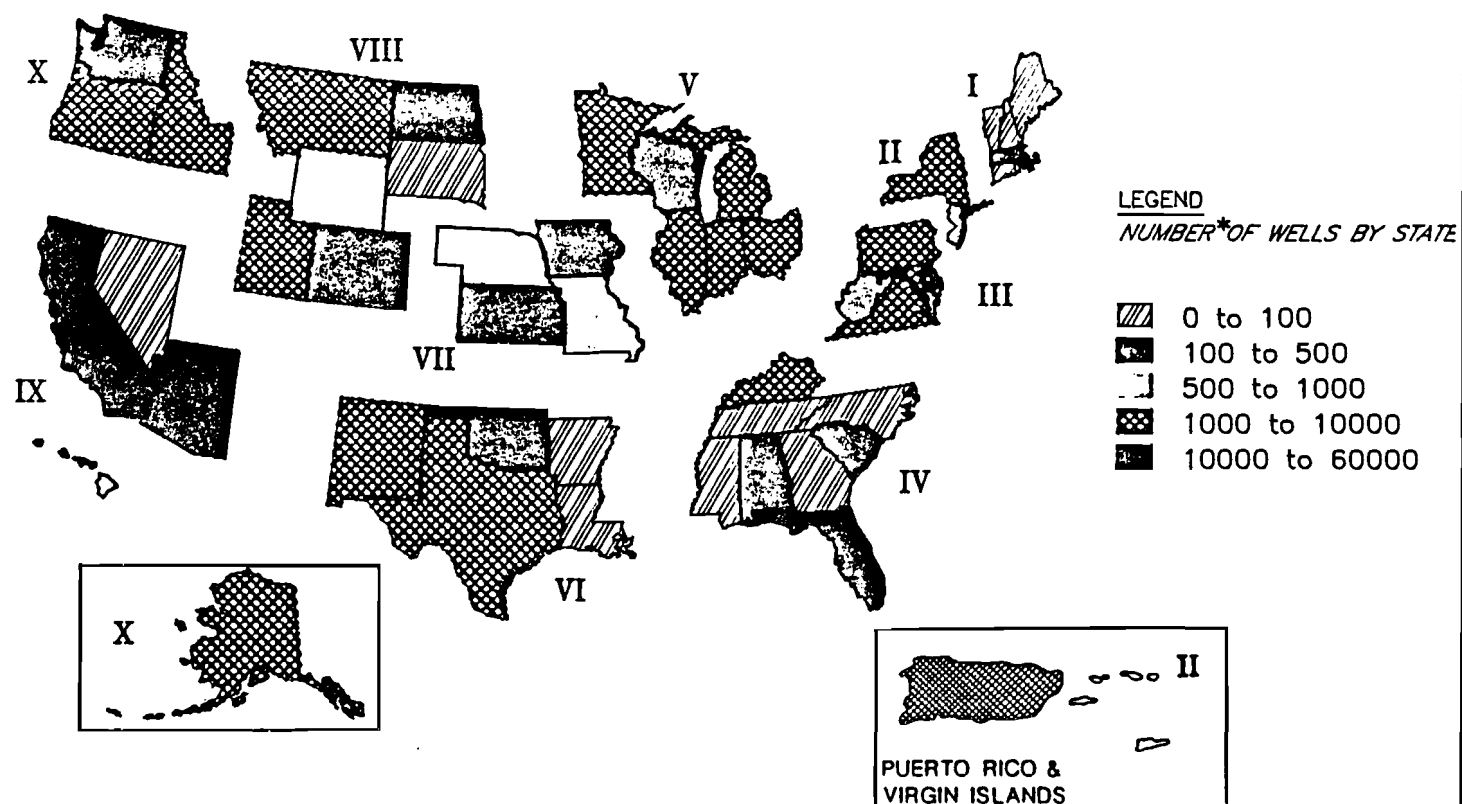 X
VIII
V
I
II
III
IX
VII
IV
VI
LEGEND
NUMBER*OF WELLS BY STATE
0 to 100
100 to 500
500 to 1000
1000 to 10000
10000 to 60000
X
II
PUERTO RICO &
VIRGIN ISLANDS